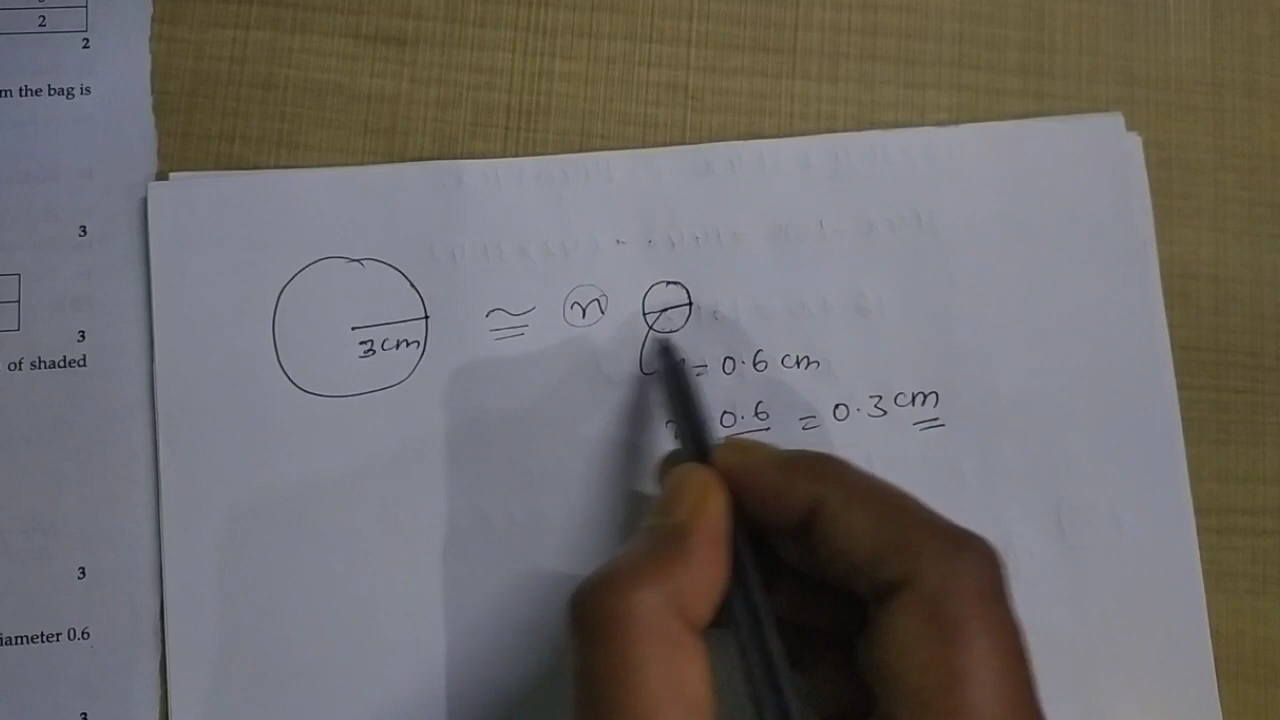 2
2
m the bag is
3
3
of shaded
3
iameter 0.6
3
3cm ≅ n
= 0.6 cm
0.6 = 0.3 cm